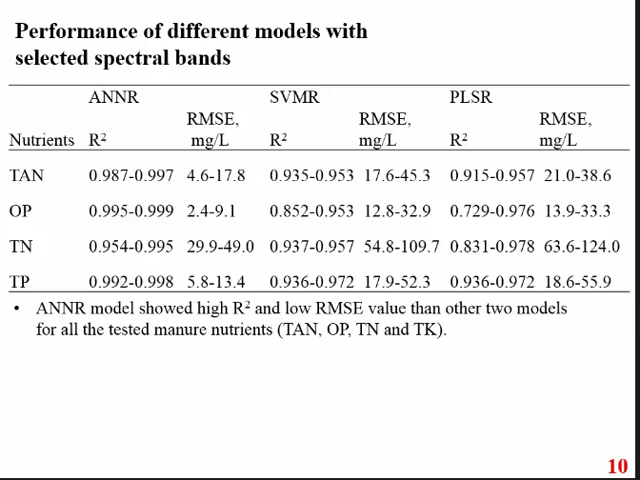 Performance of different models with
selected spectral bands
ANNR SVMR PLSR
RMSE, RMSE, RMSE,
Nutrients R² mg/L R² mg/L R² mg/L
TAN 0.987-0.997 4.6-17.8 0.935-0.953 17.6-45.3 0.915-0.957 21.0-38.6
OP 0.995-0.999 2.4-9.1 0.852-0.953 12.8-32.9 0.729-0.976 13.9-33.3
TN 0.954-0.995 29.9-49.0 0.937-0.957 54.8-109.7 0.831-0.978 63.6-124.0
TP 0.992-0.998 5.8-13.4 0.936-0.972 17.9-52.3 0.936-0.972 18.6-55.9
• ANNR model showed high R² and low RMSE value than other two models
for all the tested manure nutrients (TAN, OP, TN and TK).
10